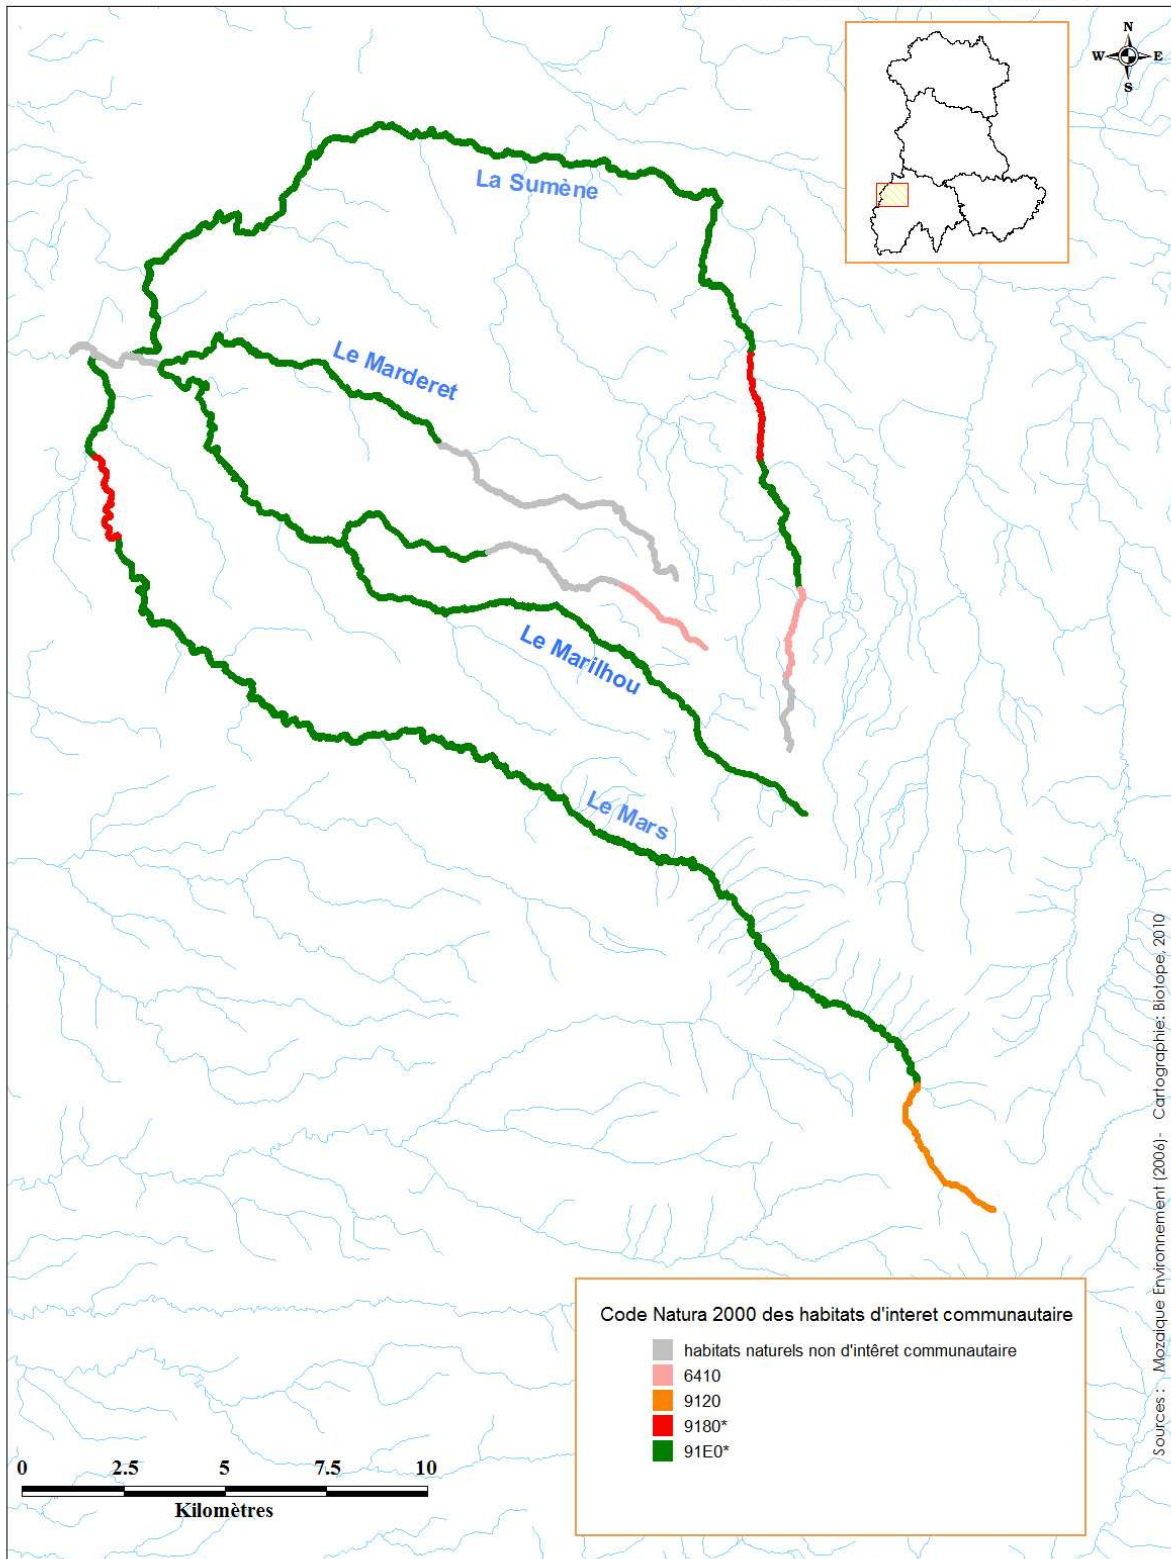 N
W E
S
La Sumène
Le Marderet
Le Marilhou
Le Mars
Code Natura 2000 des habitats d'interet communautaire
habitats naturels non d'intêret communautaire
6410
9120
9180*
91E0*
0 2.5 5 7.5 10
Kilomètres
Sources : Mozaique Environnement (2006) - Cartographie: Biotope, 2010